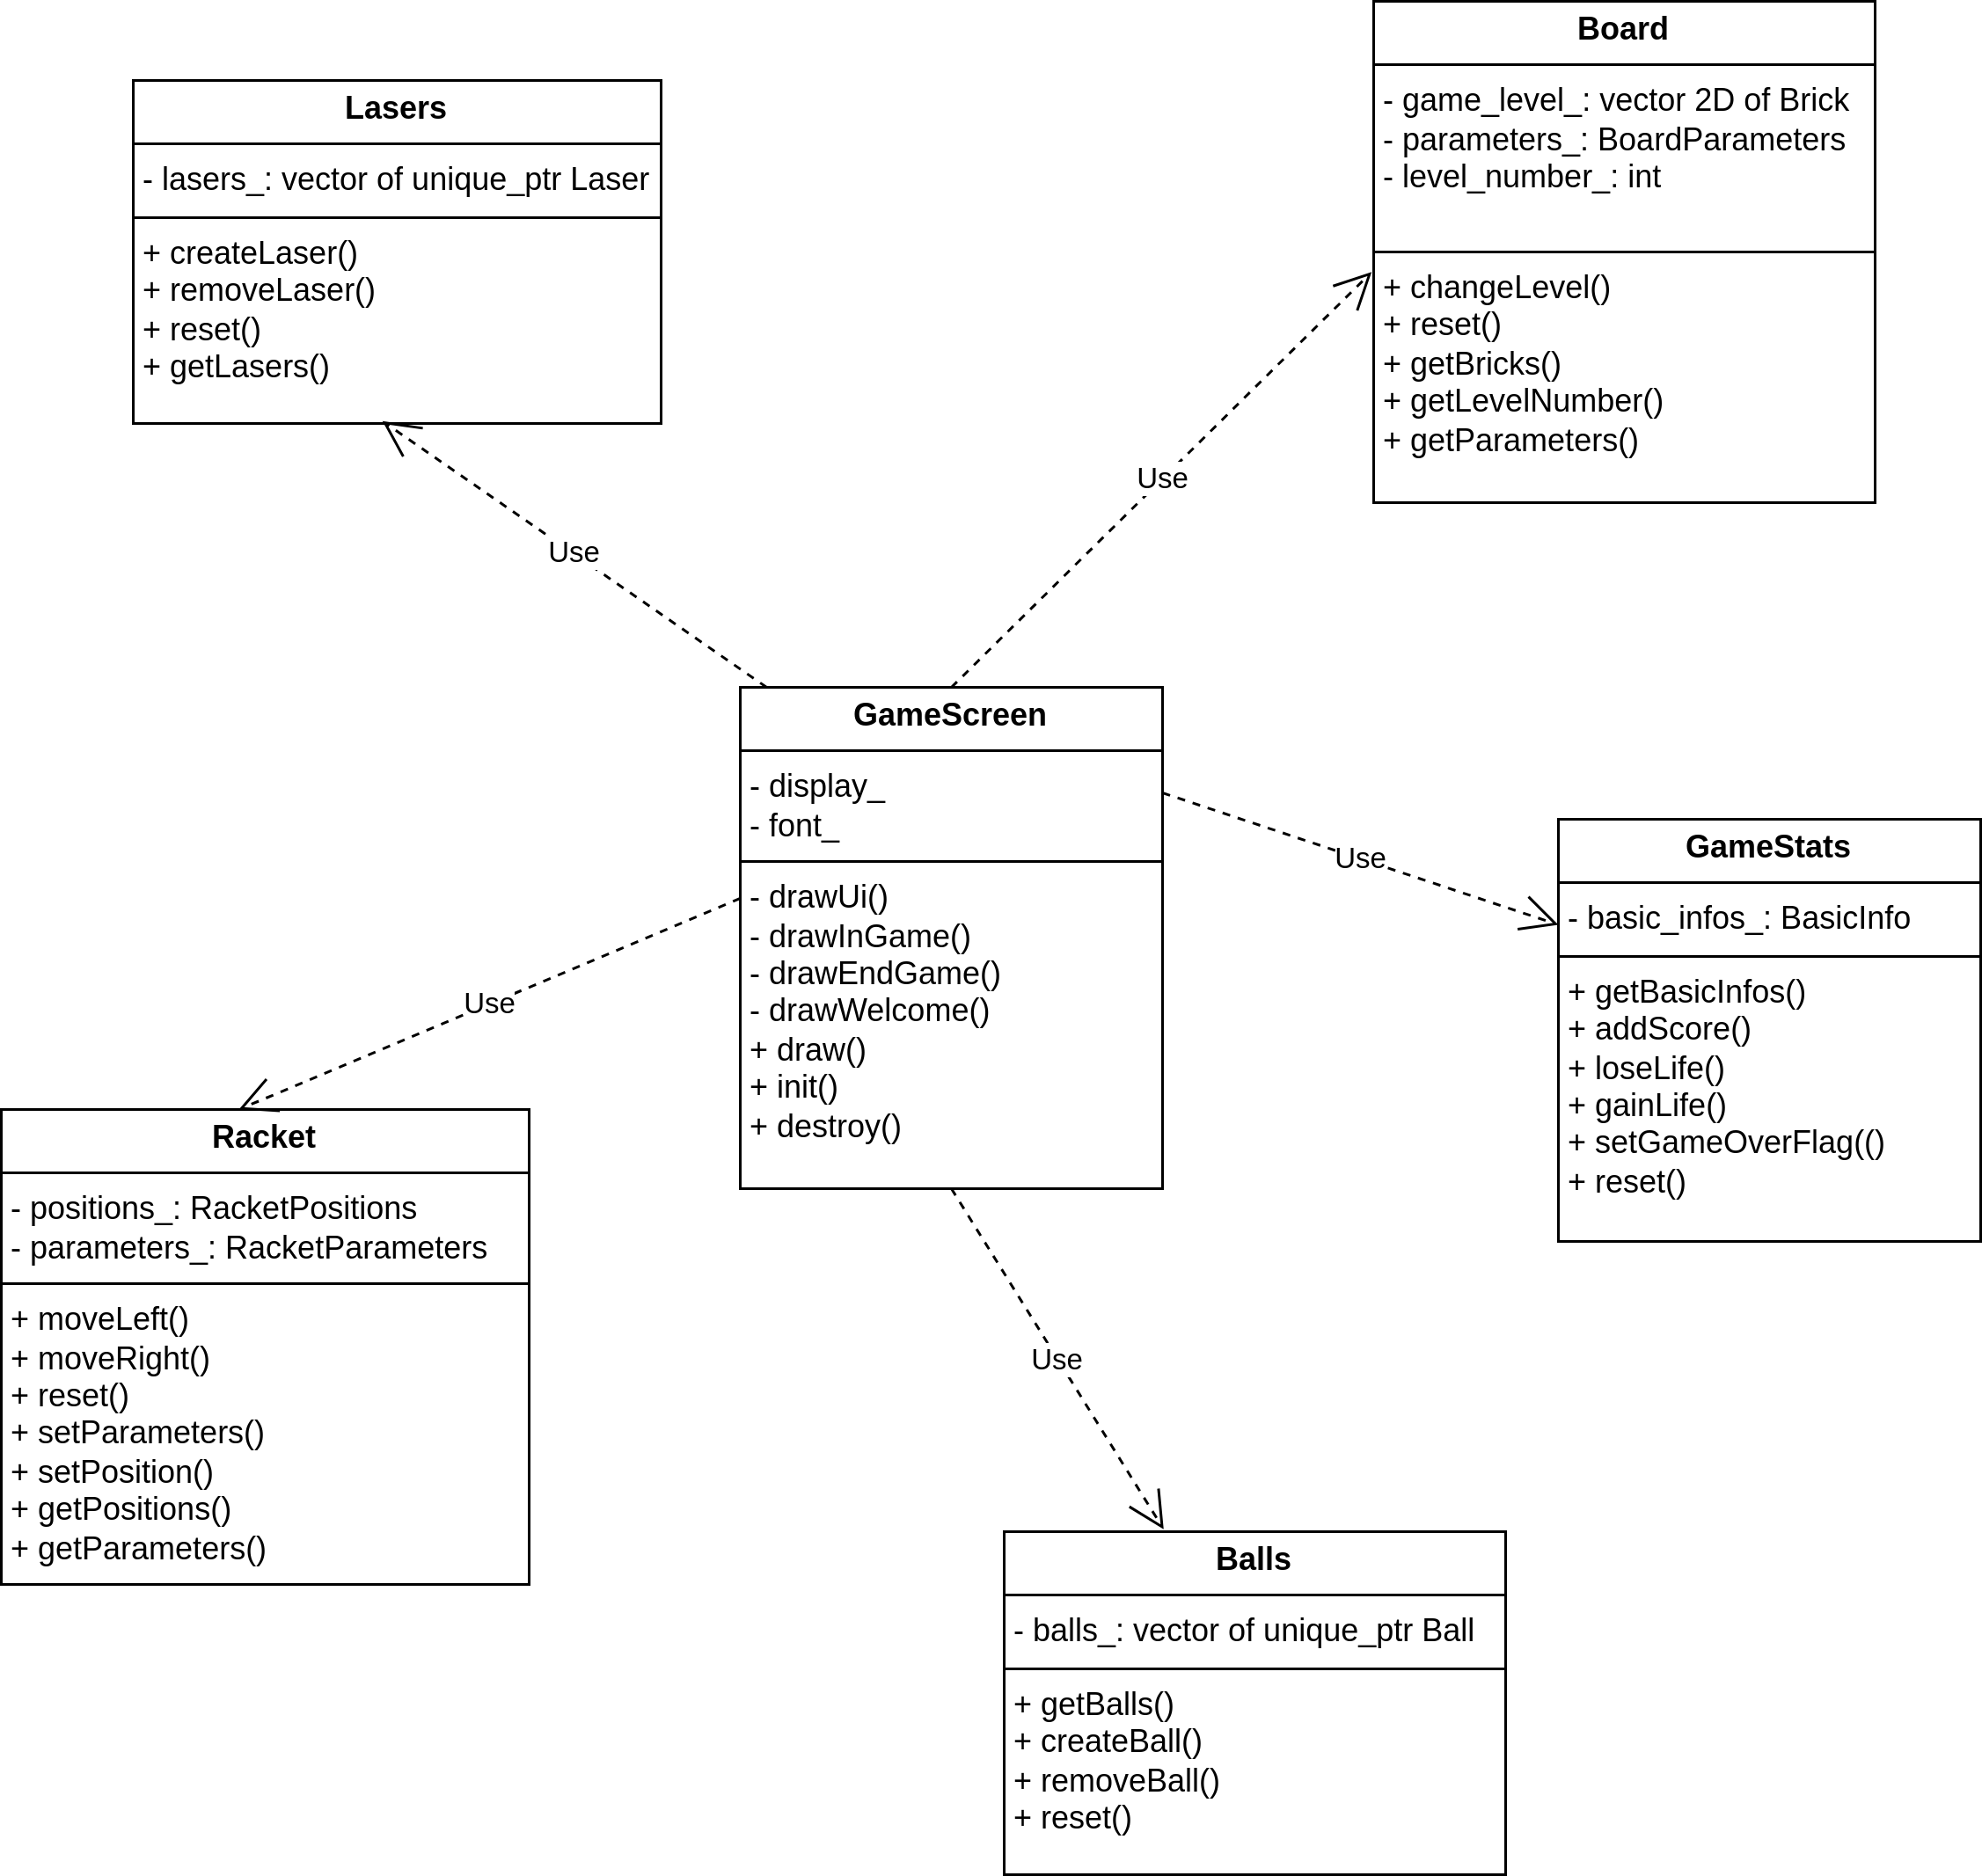 Board
- game_level_: vector 2D of Brick
- parameters_: BoardParameters
- level_number_: int
+ changeLevel()
+ reset()
+ getBricks()
+ getLevelNumber()
+ getParameters()
Lasers
- lasers_: vector of unique_ptr Laser
+ createLaser()
+ removeLaser()
+ reset()
+ getLasers()
Use
Use
GameScreen
- display_
- font_
- drawUi()
- drawInGame()
- drawEndGame()
- drawWelcome()
+ draw()
+ init()
+ destroy()
Use
GameStats
- basic_infos_: BasicInfo
+ getBasicInfos()
+ addScore()
+ loseLife()
+ gainLife()
+ setGameOverFlag(()
+ reset()
Use
Racket
- positions_: RacketPositions
- parameters_: RacketParameters
+ moveLeft()
+ moveRight()
+ reset()
+ setParameters()
+ setPosition()
+ getPositions()
+ getParameters()
Use
Balls
- balls_: vector of unique_ptr Ball
+ getBalls()
+ createBall()
+ removeBall()
+ reset()